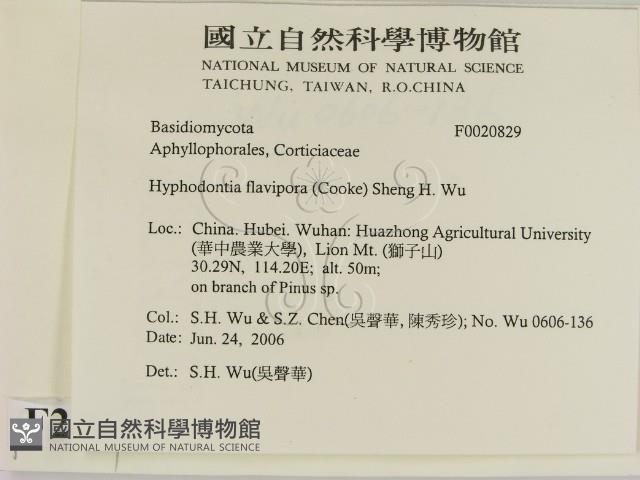 國立自然科學博物館
NATIONAL MUSEUM OF NATURAL SCIENCE
TAICHUNG, TAIWAN, R.O.CHINA
Basidiomycota F0020829
Aphyllophorales, Corticiaceae
Hyphodontia flavipora (Cooke) Sheng H. Wu
Loc.: China. Hubei. Wuhan: Huazhong Agricultural University
(華中農業大學), Lion Mt. (獅子山)
30.29N, 114.20E; alt. 50m;
on branch of Pinus sp.
Col.: S.H. Wu & S.Z. Chen(吳聲華, 陳秀珍); No. Wu 0606-136
Date: Jun. 24, 2006
Det.: S.H. Wu(吳聲華)
國立自然科學博物館
NATIONAL MUSEUM OF NATURAL SCIENCE